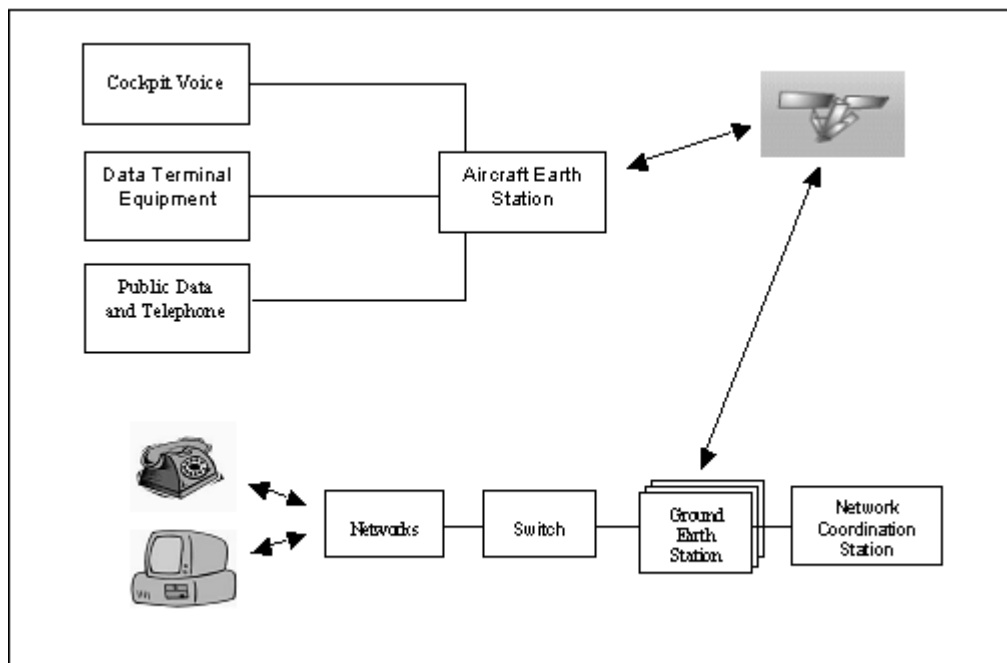 Cockpit Voice
Data Terminal
Equipment
Public Data
and Telephone
Aircraft Earth
Station
Networks
Switch
Ground
Earth
Station
Network
Coordination
Station